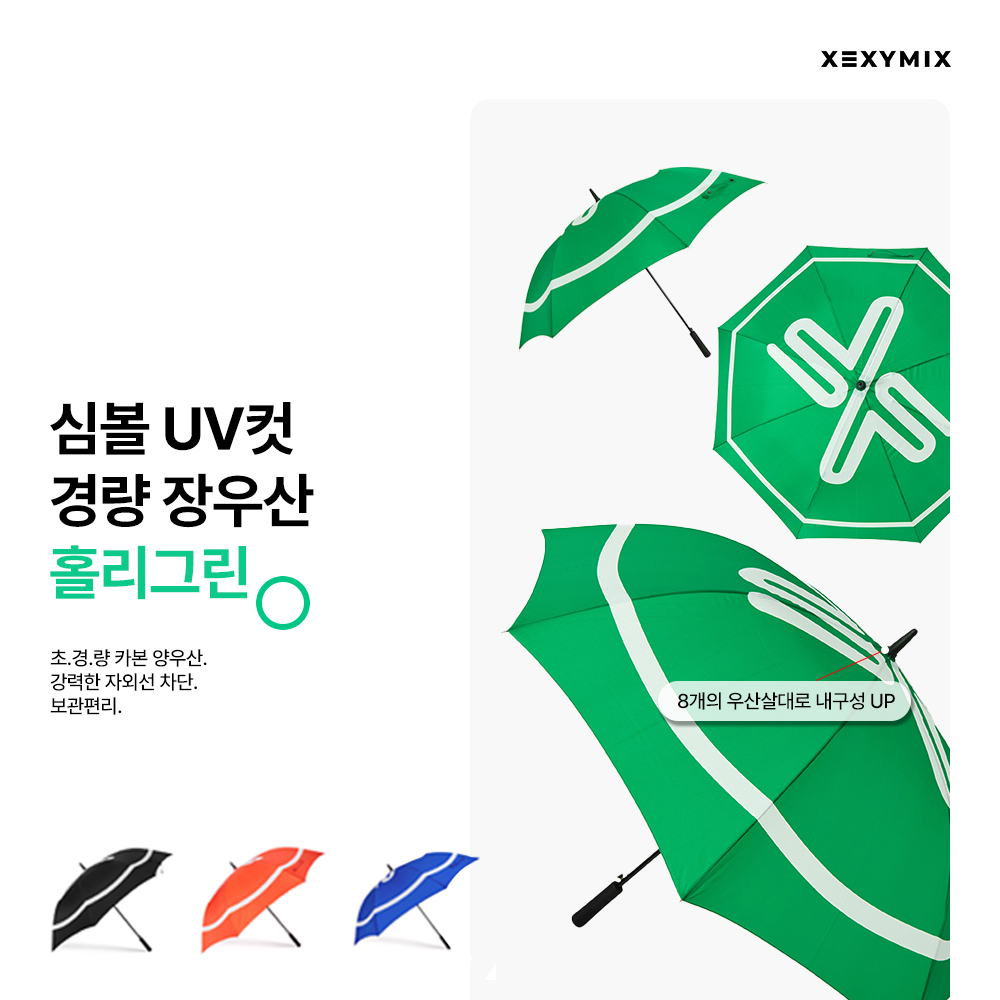 XEXYMIX
심볼 UV컷
경량 장우산
홀리그린
초.경.량 카본 양우산.
강력한 자외선 차단.
보관편리.
8개의 우산살대로 내구성 UP